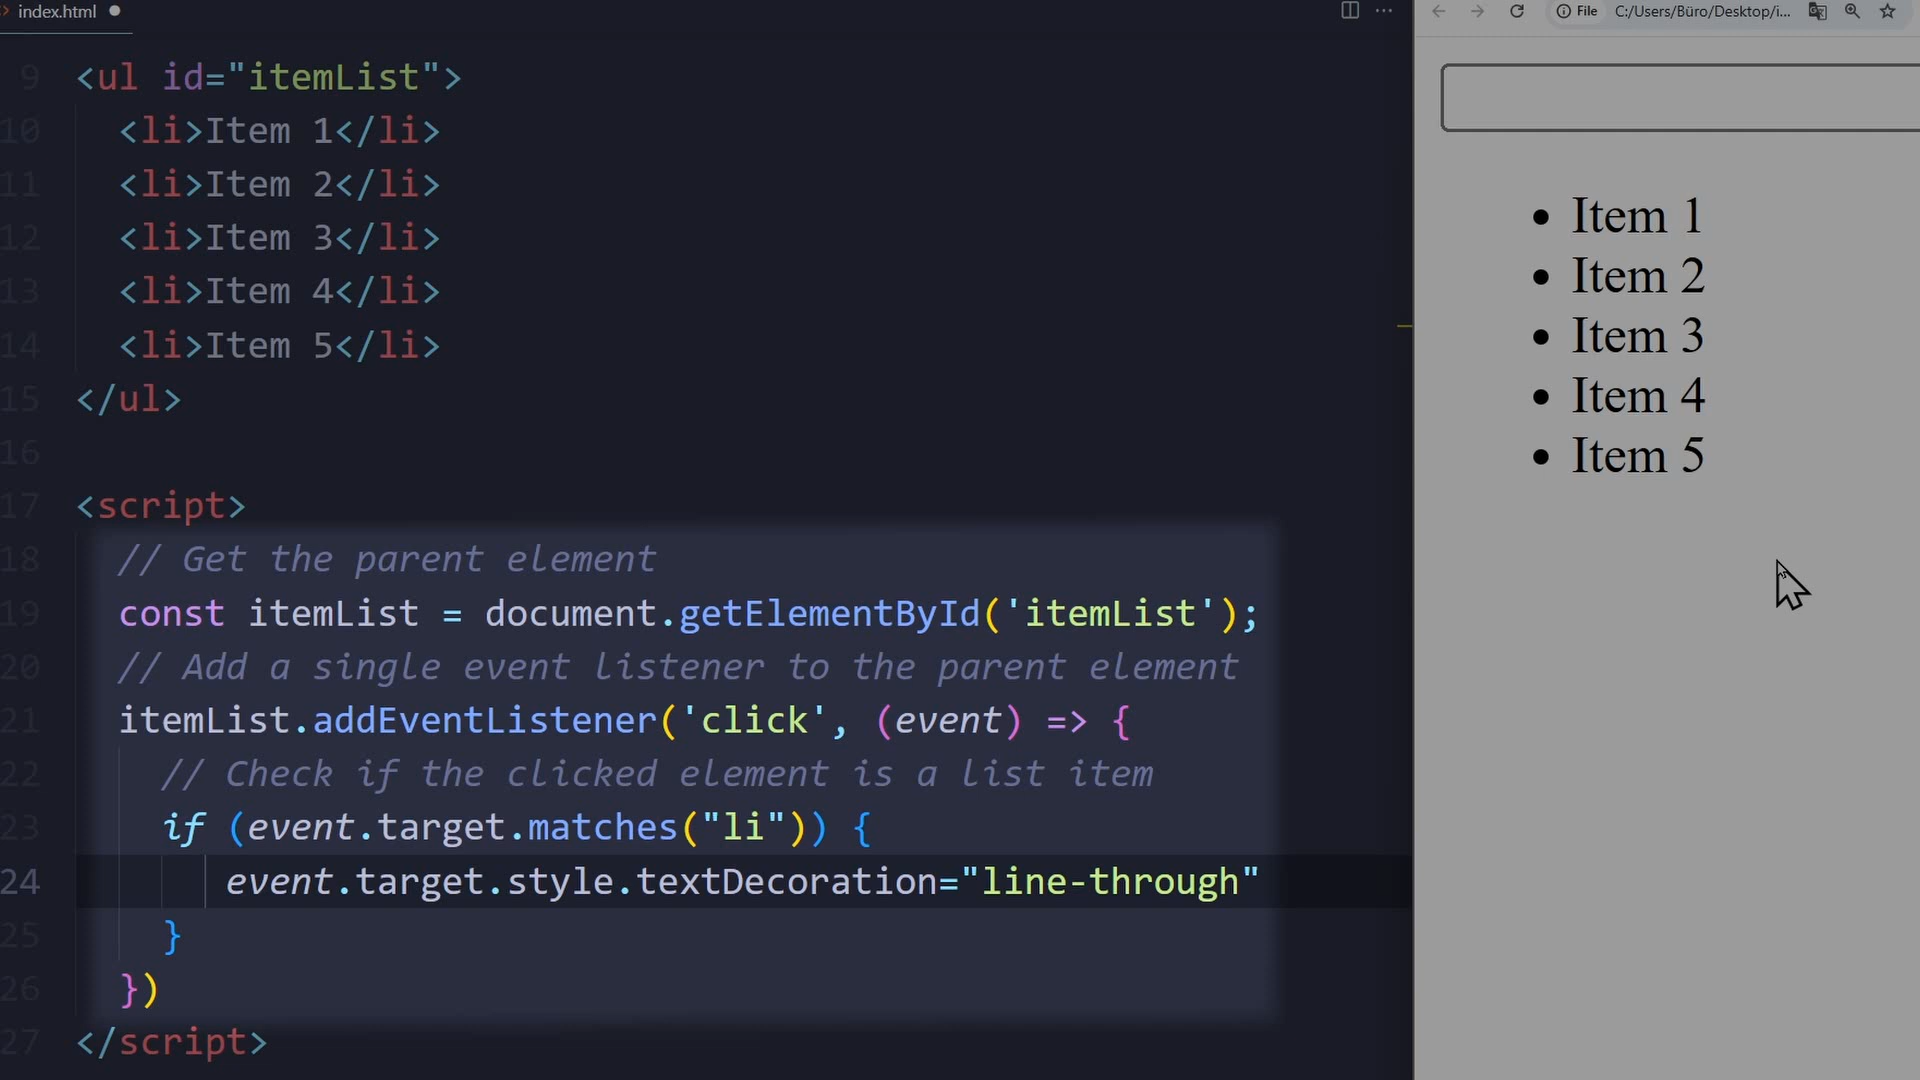 index.html
9 <ul id="itemList">
10 <li>Item 1</li>
11 <li>Item 2</li>
12 <li>Item 3</li>
13 <li>Item 4</li>
14 <li>Item 5</li>
15 </ul>
16
17 <script>
18 // Get the parent element
19 const itemList = document.getElementById('itemList');
20 // Add a single event listener to the parent element
21 itemList.addEventListener('click', (event) => {
22 // Check if the clicked element is a list item
23 if (event.target.matches("li")) {
24 event.target.style.textDecoration="line-through"
25 }
26 })
27 </script>
File C:/Users/Büro/Desktop/i...
Item 1
Item 2
Item 3
Item 4
Item 5